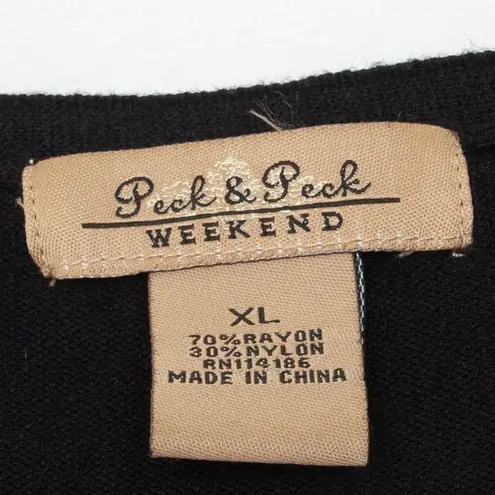 Peck & Peck
WEEKEND
XL
70% RAYON
30% NYLON
RN114186
MADE IN CHINA